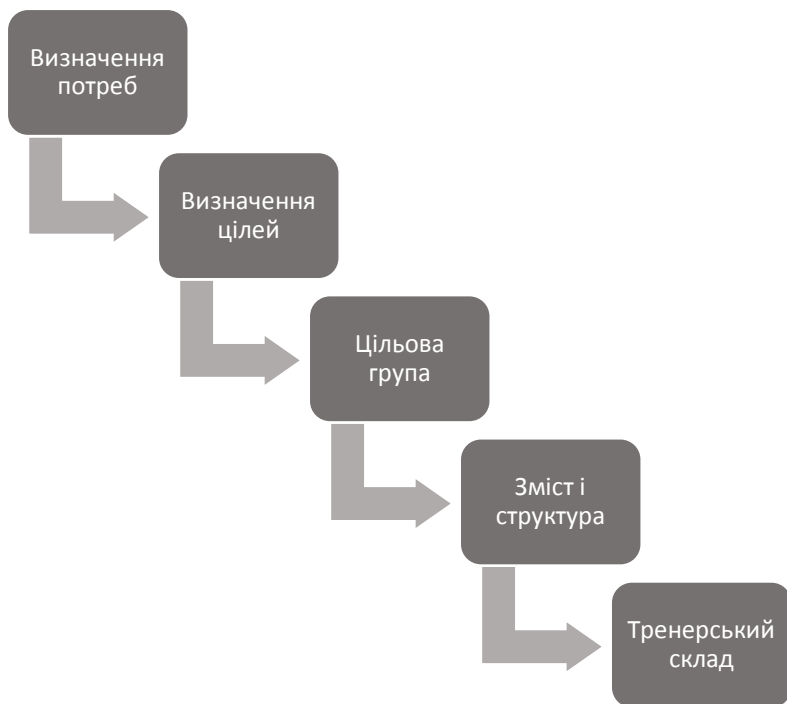 Визначення
потреб
Визначення
цілей
Цільова
група
Зміст і
структура
Тренерський
склад